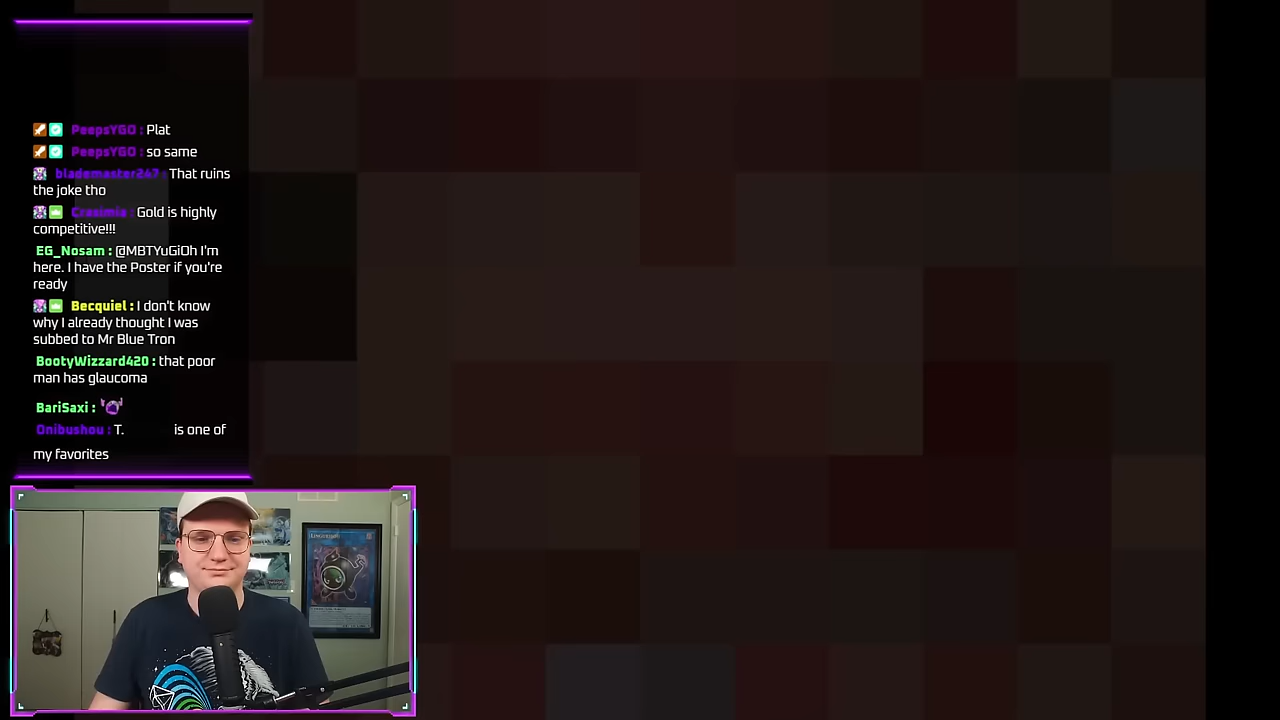 PeepsYGO : Plat
PeepsYGO : so same
blademaster247 : That ruins
the joke tho
Crasimia : Gold is highly
competitive!!!
EG_Nosam : @MBTYuGiOh I'm
here. I have the Poster if you're
ready
Becquiel : I don't know
why I already thought I was
subbed to Mr Blue Tron
BootyWizzard420 : that poor
man has glaucoma
BariSaxi :
Onibushou : T. is one of
my favorites